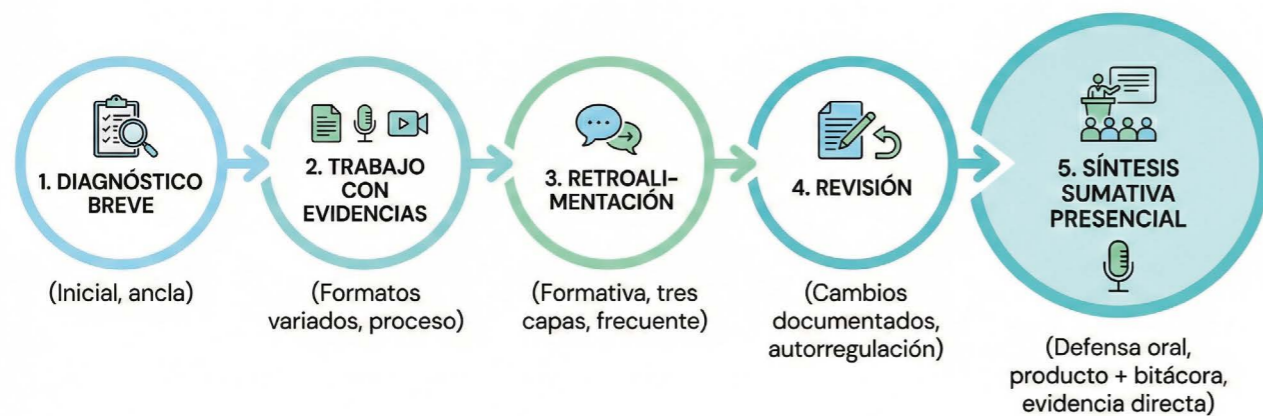 1. DIAGNÓSTICO
BREVE
(Inicial, ancla)
2. TRABAJO
CON
EVIDENCIAS
(Formatos
variados, proceso)
3. RETROALI-
MENTACIÓN
(Formativa, tres
capas, frecuente)
4. REVISIÓN
(Cambios
documentados,
autorregulación)
5. SÍNTESIS
SUMATIVA
PRESENCIAL
(Defensa oral,
producto + bitácora,
evidencia directa)